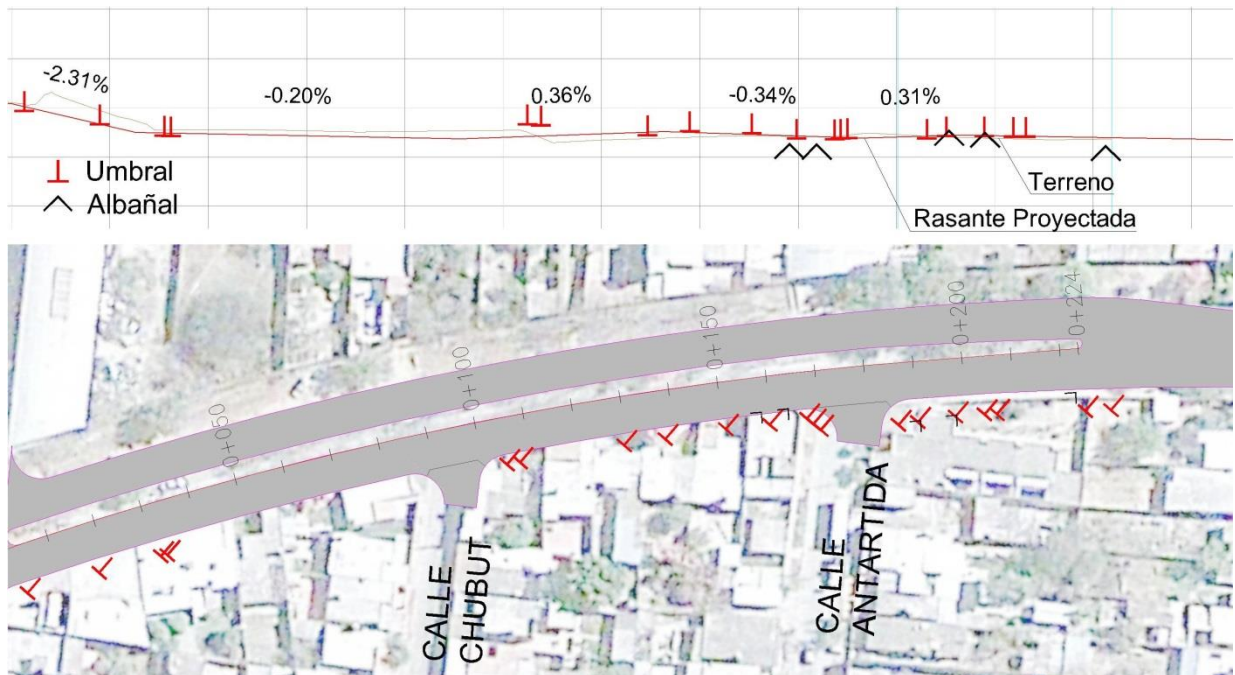 -2.31%
-0.20%
0.36%
-0.34%
0.31%
Umbral
Albañal
Terreno
Rasante Proyectada
0+050
0+100
0+150
0+200
0+224
CALLE
CHUBUT
CALLE
ANTARTIDA